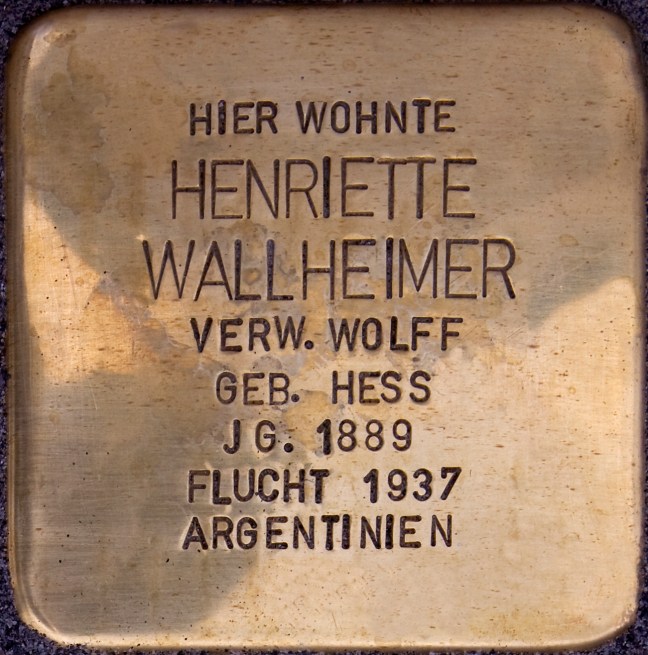 HIER WOHNTE
HENRIETTE
WALLHEIMER
VERW. WOLFF
GEB. HESS
JG. 1889
FLUCHT 1937
ARGENTINIEN